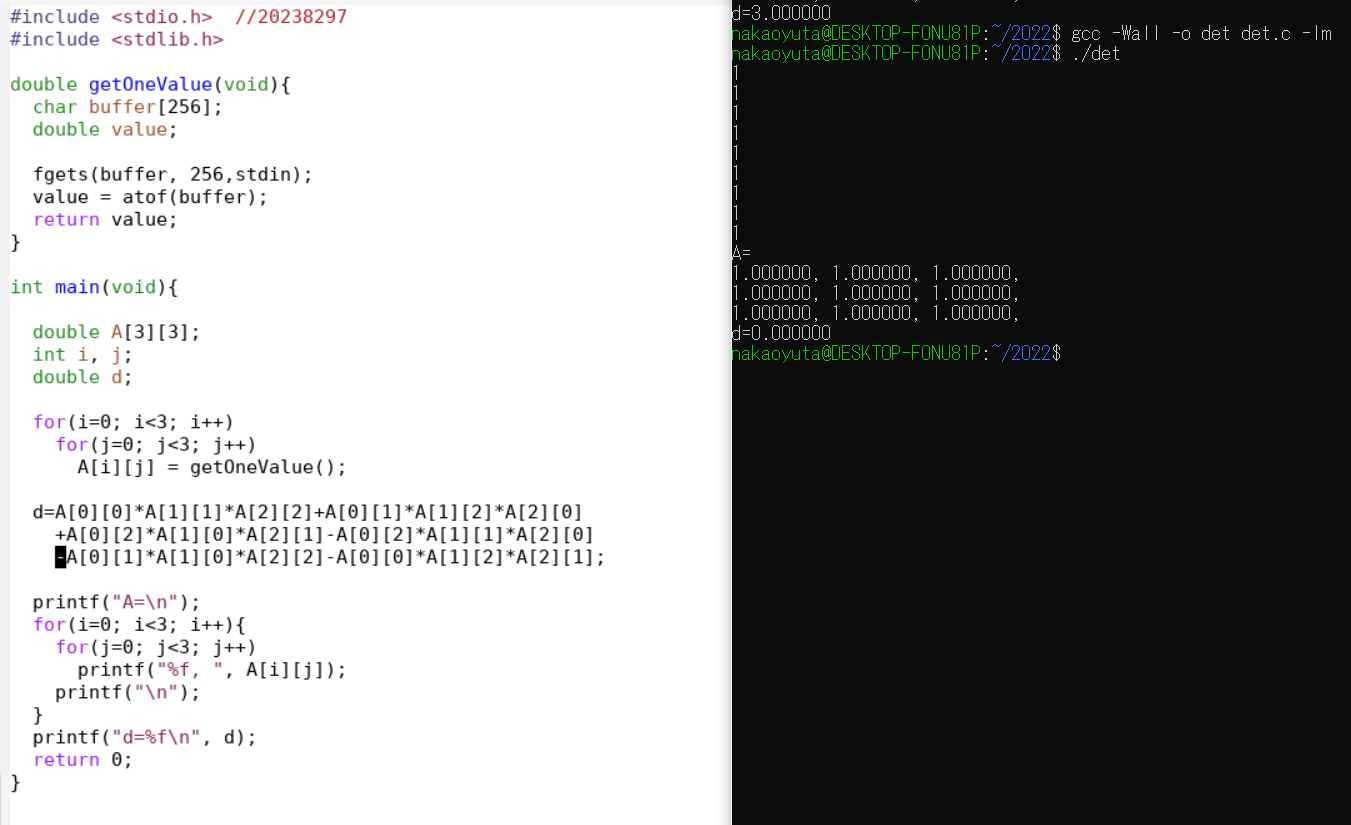 #include <stdio.h>  //20238297
#include <stdlib.h>

double getOneValue(void){
  char buffer[256];
  double value;

  fgets(buffer, 256,stdin);
  value = atof(buffer);
  return value;
}

int main(void){

  double A[3][3];
  int i, j;
  double d;

  for(i=0; i<3; i++)
    for(j=0; j<3; j++)
      A[i][j] = getOneValue();

  d=A[0][0]*A[1][1]*A[2][2]+A[0][1]*A[1][2]*A[2][0]
    +A[0][2]*A[1][0]*A[2][1]-A[0][2]*A[1][1]*A[2][0]
    -A[0][1]*A[1][0]*A[2][2]-A[0][0]*A[1][2]*A[2][1];

  printf("A=\n");
  for(i=0; i<3; i++){
    for(j=0; j<3; j++)
      printf("%f, ", A[i][j]);
    printf("\n");
  }
  printf("d=%f\n", d);
  return 0;
}
d=3.000000
nakaoyuta@DESKTOP-FONU81P:~/2022$ gcc -Wall -o det det.c -lm
nakaoyuta@DESKTOP-FONU81P:~/2022$ ./det
1
1
1
1
1
1
1
1
1
A=
1.000000, 1.000000, 1.000000,
1.000000, 1.000000, 1.000000,
1.000000, 1.000000, 1.000000,
d=0.000000
nakaoyuta@DESKTOP-FONU81P:~/2022$